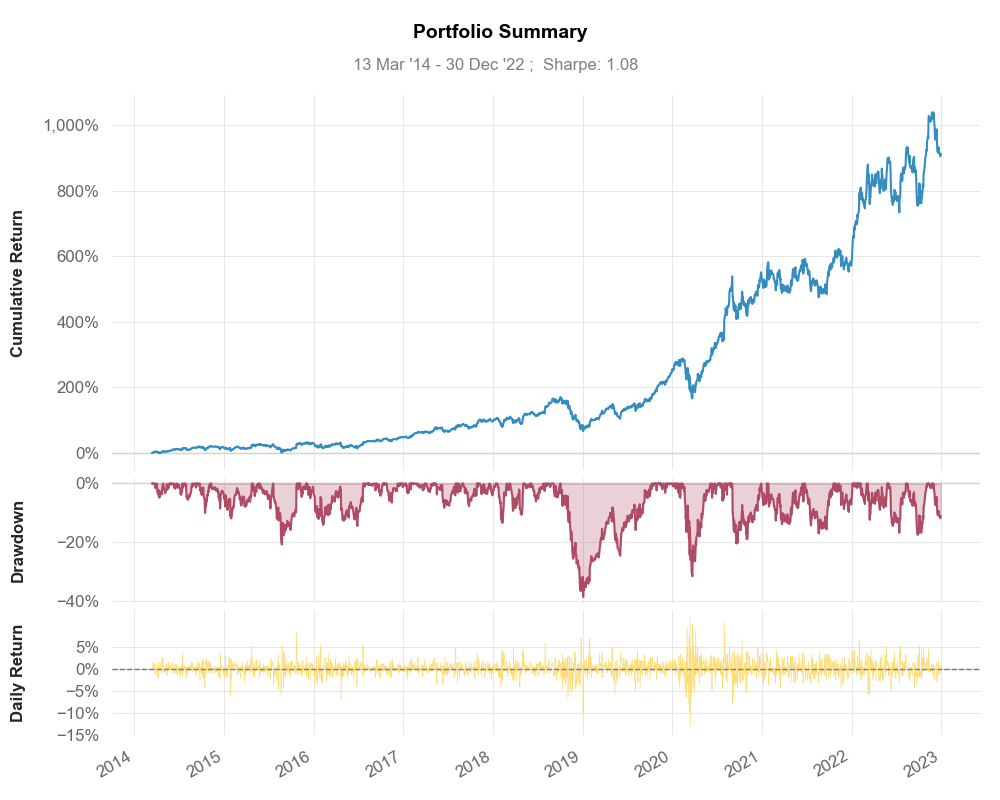 Portfolio Summary
13 Mar '14 - 30 Dec '22 ;  Sharpe: 1.08
Cumulative Return
1,000%
800%
600%
400%
200%
0%
Drawdown
0%
−20%
−40%
Daily Return
5%
0%
−5%
−10%
−15%
2014 2015 2016 2017 2018 2019 2020 2021 2022 2023